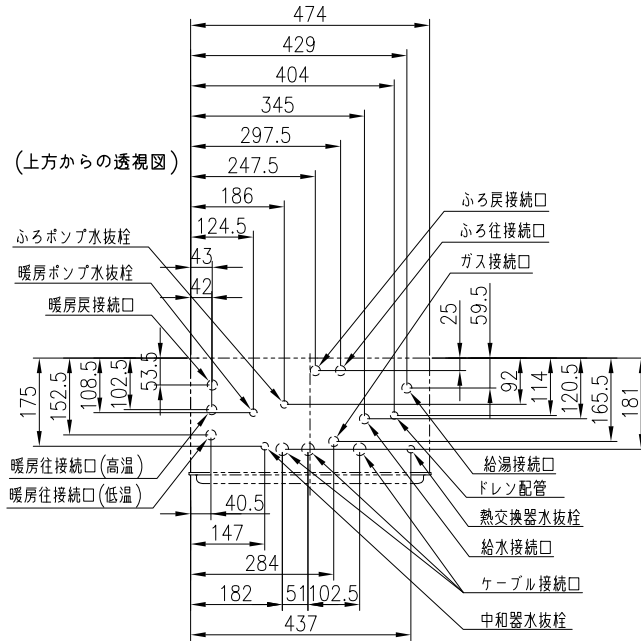 474
429
404
345
297.5
(上方からの透視図)
247.5
186
ふろ戻接続口
124.5
ふろポンプ水抜栓
ふろ往接続口
43
暖房ポンプ水抜栓
ガス接続口
42
暖房戻接続口
25
59.5
53.5
102.5
108.5
152.5
175
92
114
120.5
165.5
181
暖房往接続口(高温)
給湯接続口
暖房往接続口(低温)
ドレン配管
40.5
熱交換器水抜栓
147
給水接続口
284
ケーブル接続口
182
51
102.5
中和器水抜栓
437